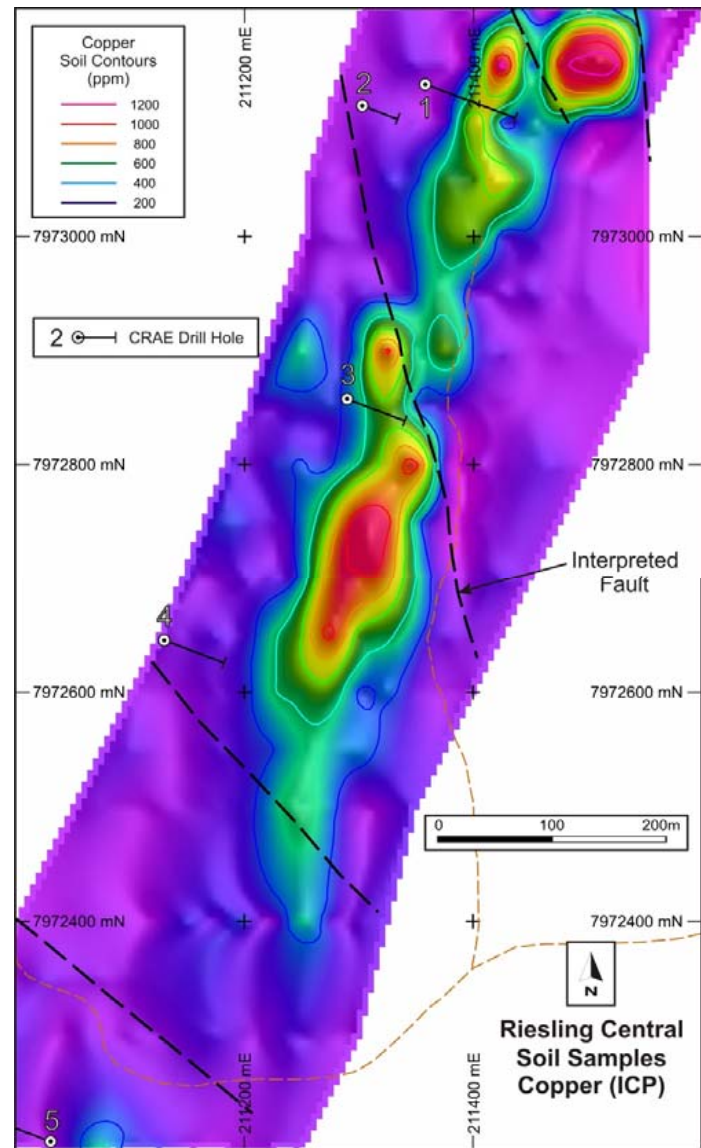 Copper
Soil Contours
(ppm)
1200
1000
800
600
400
200
211200 mE
211400 mE
2
1
7973000 mN
7973000 mN
2 CRAE Drill Hole
3
7972800 mN
7972800 mN
Interpreted
Fault
4
7972600 mN
7972600 mN
0 100 200m
7972400 mN
7972400 mN
N
Riesling Central
Soil Samples
Copper (ICP)
211200 mE
211400 mE
5